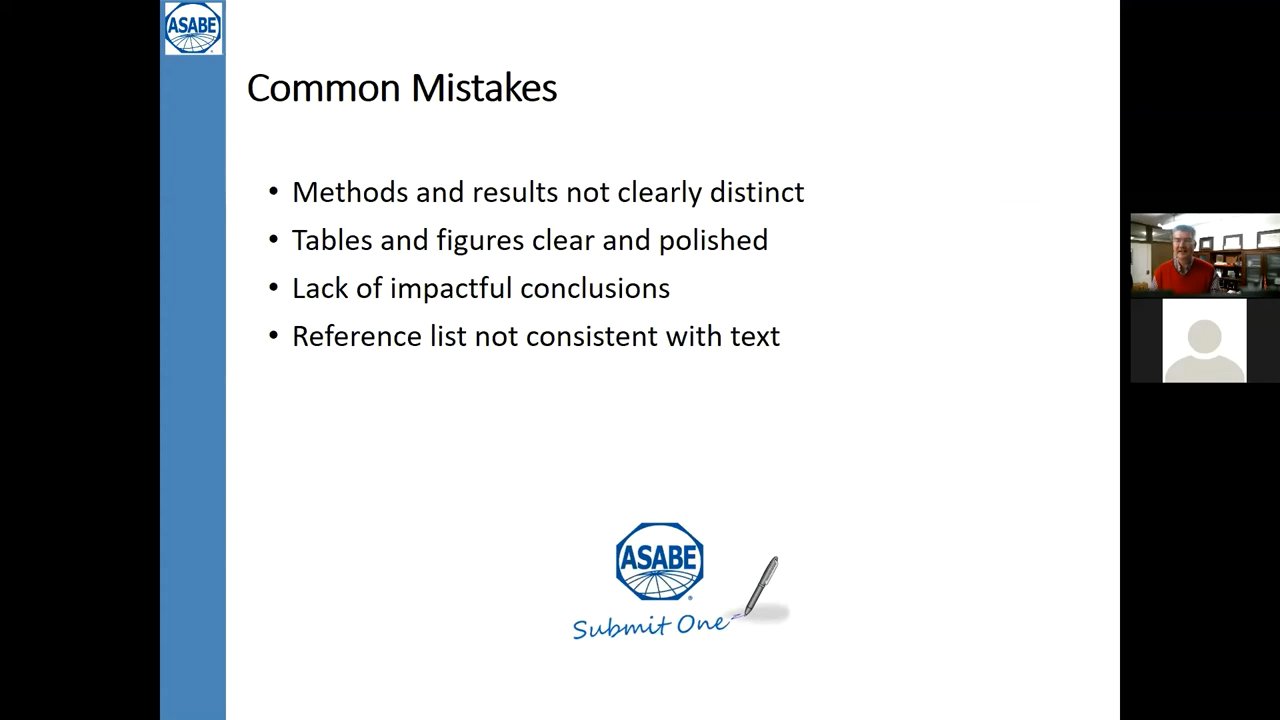 ASABE
Common Mistakes
• Methods and results not clearly distinct
• Tables and figures clear and polished
• Lack of impactful conclusions
• Reference list not consistent with text
ASABE
Submit One